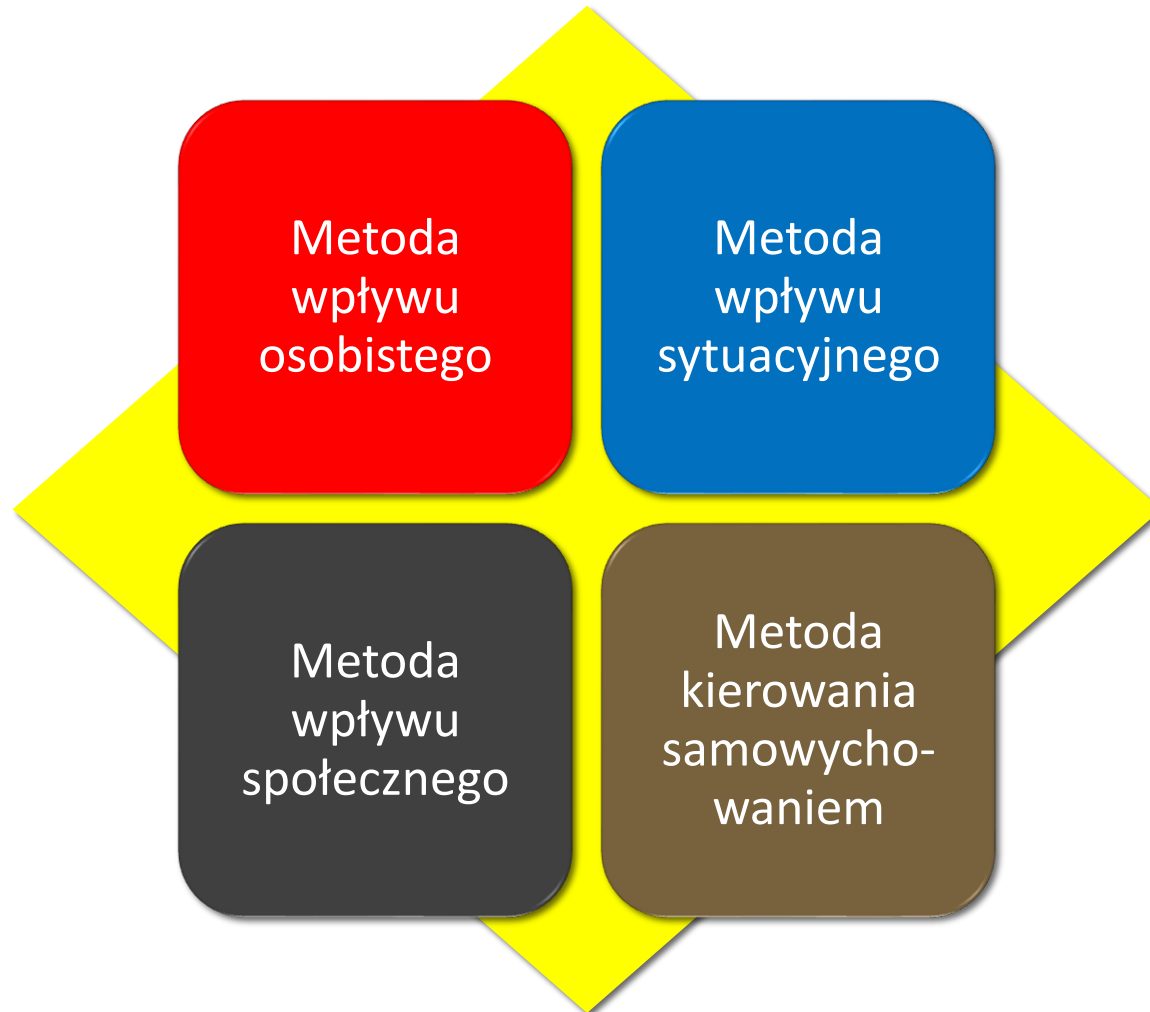 Metoda
wpływu
osobistego
Metoda
wpływu
sytuacyjnego
Metoda
wpływu
społecznego
Metoda
kierowania
samowycho-
waniem